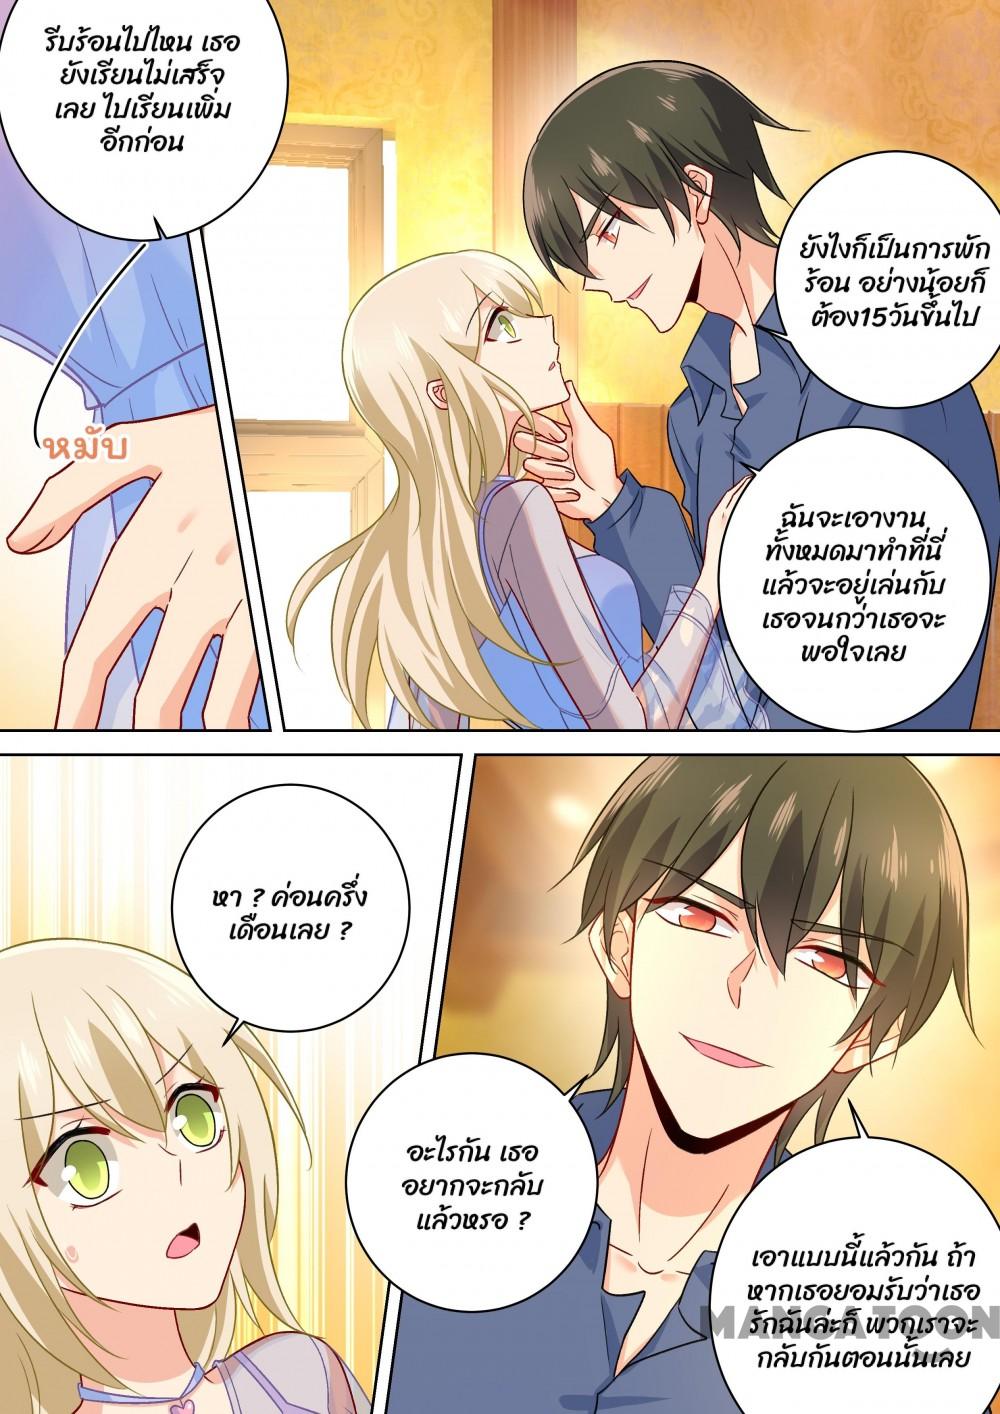 รีบร้อนไปไหน เธอ
ยังเรียนไม่เสร็จ
เลย ไปเรียนเพิ่ม
อีกก่อน
หมับ
ยังไงก็เป็นการพัก
ร้อน อย่างน้อยก็
ต้อง15วันขึ้นไป
ฉันจะเอางาน
ทั้งหมดมาทำที่นี่
แล้วจะอยู่เล่นกับ
เธอจนกว่าเธอจะ
พอใจเลย
หา ? ค่อนครึ่ง
เดือนเลย ?
อะไรกัน เธอ
อยากจะกลับ
แล้วหรอ ?
เอาแบบนี้แล้วกัน ถ้า
หากเธอยอมรับว่าเธอ
รักฉันล่ะก็ พวกเราจะ
กลับกันตอนนั้นเลย
MANGATOON